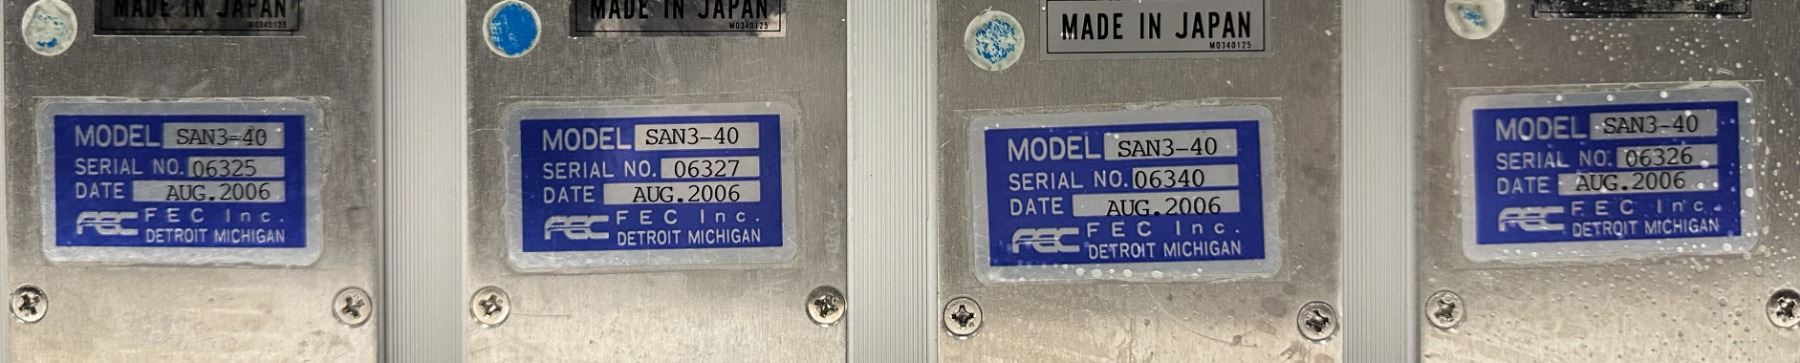 MADE IN JAPAN
M0340125
MODEL SAN3-40
SERIAL NO. 06325
DATE AUG.2006
FEC FEC Inc.
DETROIT MICHIGAN
MADE IN JAPAN
M0340125
MODEL SAN3-40
SERIAL NO. 06327
DATE AUG.2006
FEC FEC Inc.
DETROIT MICHIGAN
MADE IN JAPAN
M0340125
MODEL SAN3-40
SERIAL NO. 06340
DATE AUG.2006
FEC FEC Inc.
DETROIT MICHIGAN
MODEL SAN3-40
SERIAL NO. 06326
DATE AUG.2006
FEC FEC Inc.
DETROIT MICHIGAN